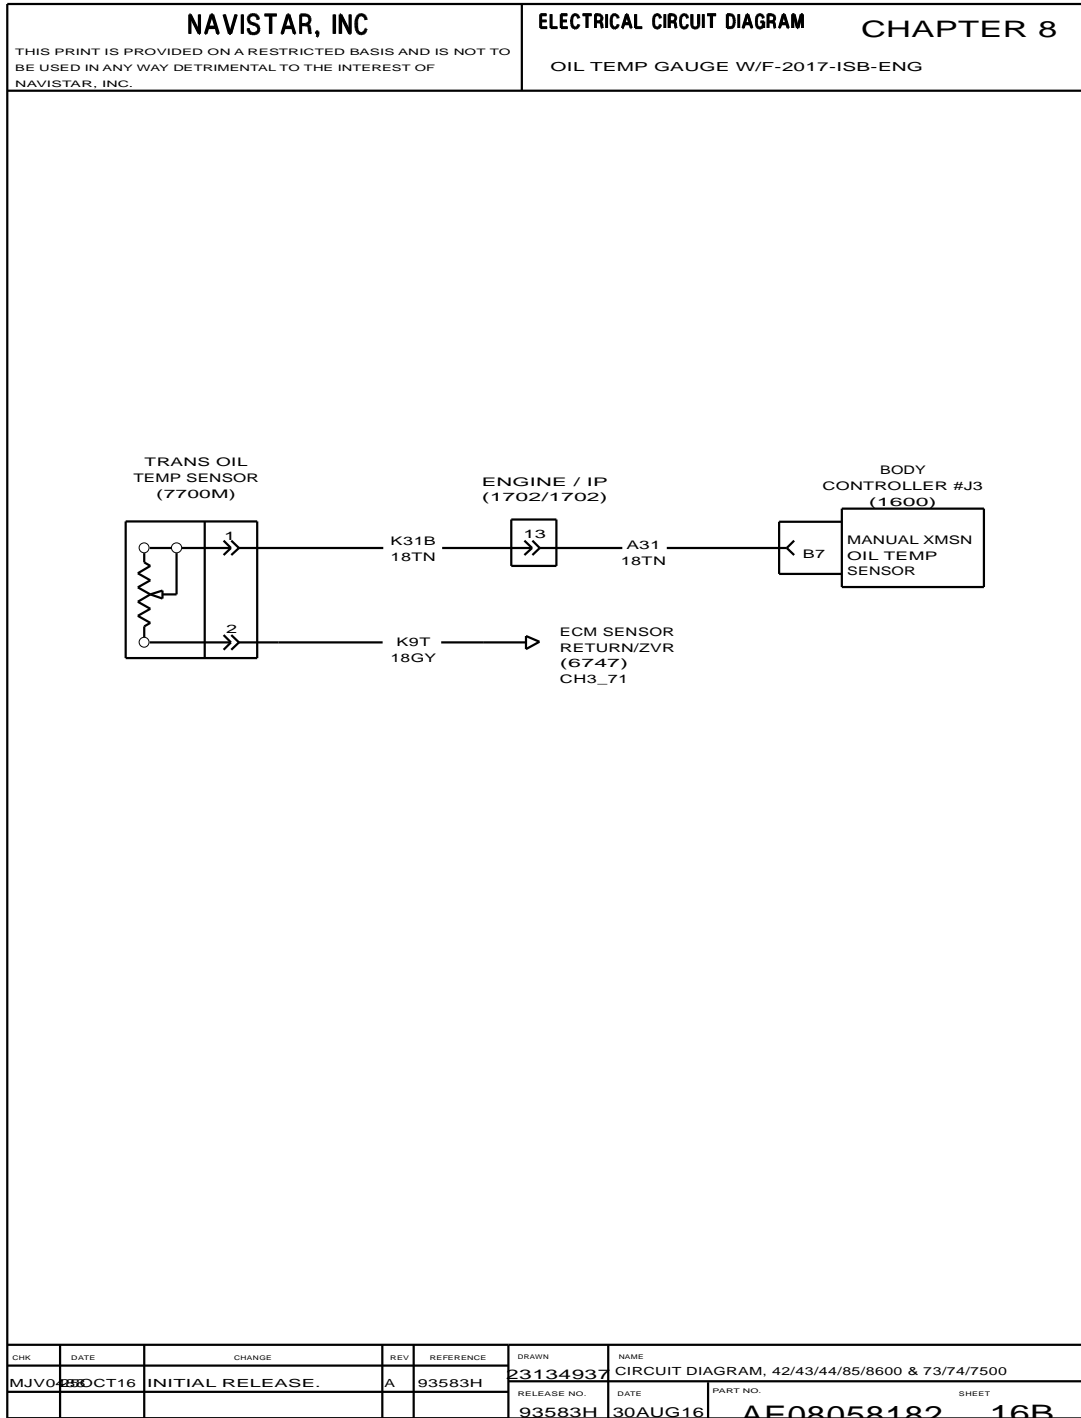 NAVISTAR, INC
THIS PRINT IS PROVIDED ON A RESTRICTED BASIS AND IS NOT TO
BE USED IN ANY WAY DETRIMENTAL TO THE INTEREST OF
NAVISTAR, INC.
ELECTRICAL CIRCUIT DIAGRAM
CHAPTER 8
OIL TEMP GAUGE W/F-2017-ISB-ENG
TRANS OIL
TEMP SENSOR
(7700M)
1
2
K31B
18TN
ENGINE / IP
(1702/1702)
13
A31
18TN
BODY
CONTROLLER #J3
(1600)
B7
MANUAL XMSN
OIL TEMP
SENSOR
K9T
18GY
ECM SENSOR
RETURN/ZVR
(6747)
CH3_71
CHK DATE CHANGE REV REFERENCE
OCT16 INITIAL RELEASE. A 93583H
DRAWN
23134937
NAME
CIRCUIT DIAGRAM, 42/43/44/85/8600 & 73/74/7500
RELEASE NO.
93583H
DATE
30AUG16
PART NO.
AE08058182
SHEET
16B